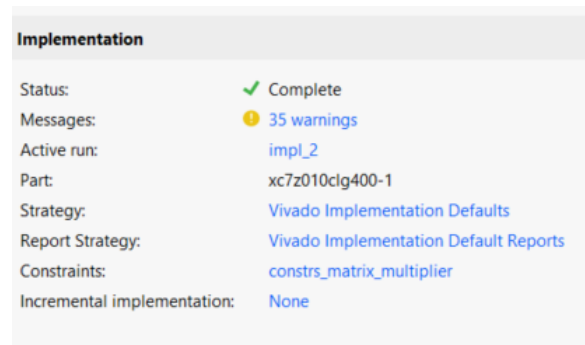 Implementation
Status: Complete
Messages: 35 warnings
Active run: impl_2
Part: xc7z010clg400-1
Strategy: Vivado Implementation Defaults
Report Strategy: Vivado Implementation Default Reports
Constraints: constrs_matrix_multiplier
Incremental implementation: None